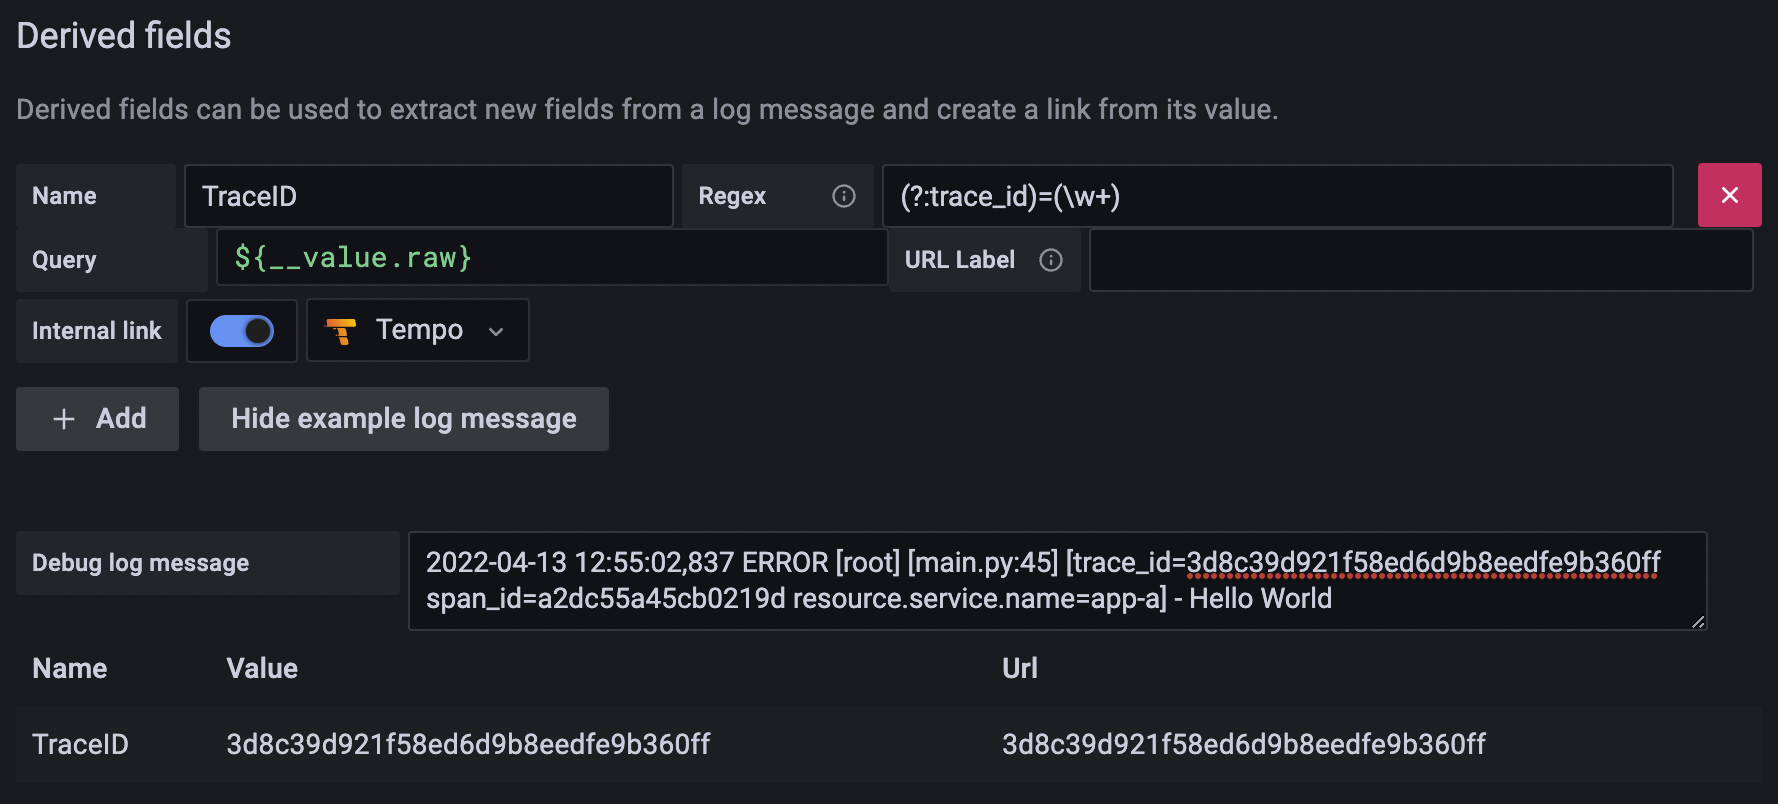 Derived fields
Derived fields can be used to extract new fields from a log message and create a link from its value.
Name TraceID Regex (?:trace_id)=(\w+)
Query ${__value.raw} URL Label
Internal link Tempo
Add Hide example log message
Debug log message 2022-04-13 12:55:02,837 ERROR [root] [main.py:45] [trace_id=3d8c39d921f58ed6d9b8eedfe9b360ff
span_id=a2dc55a45cb0219d resource.service.name=app-a] - Hello World
Name Value Url
TraceID 3d8c39d921f58ed6d9b8eedfe9b360ff 3d8c39d921f58ed6d9b8eedfe9b360ff